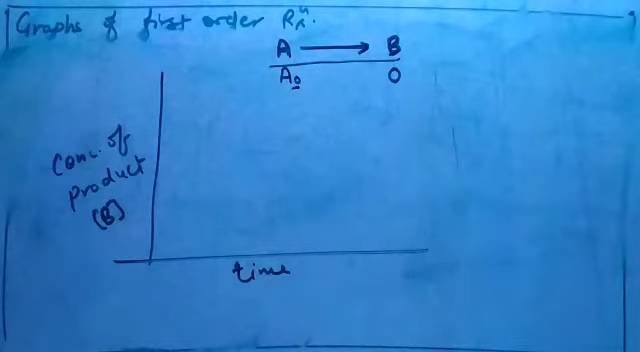 Graphs of first order Rxⁿ.
A ⟶ B
A₀ 0
Conc. of
product
(B)
time